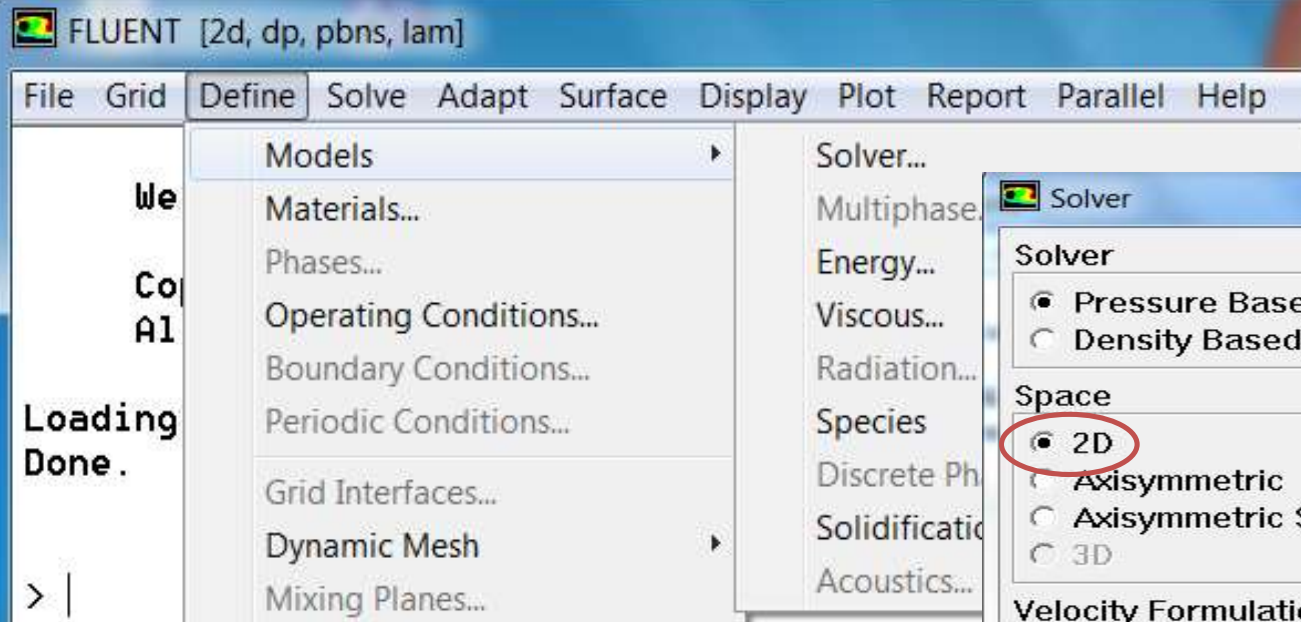 FLUENT [2d, dp, pbns, lam]
File Grid Define Solve Adapt Surface Display Plot Report Parallel Help
We
Loading
Done.
>
Models
Materials...
Phases...
Operating Conditions...
Boundary Conditions...
Periodic Conditions...
Grid Interfaces...
Dynamic Mesh
Mixing Planes...
Solver...
Multiphase.
Energy...
Viscous...
Radiation...
Species
Discrete Ph
Solidificatio
Acoustics...
Solver
Solver
Pressure Base
Density Based
Space
2D
Axisymmetric
Axisymmetric S
3D
Velocity Formulatio